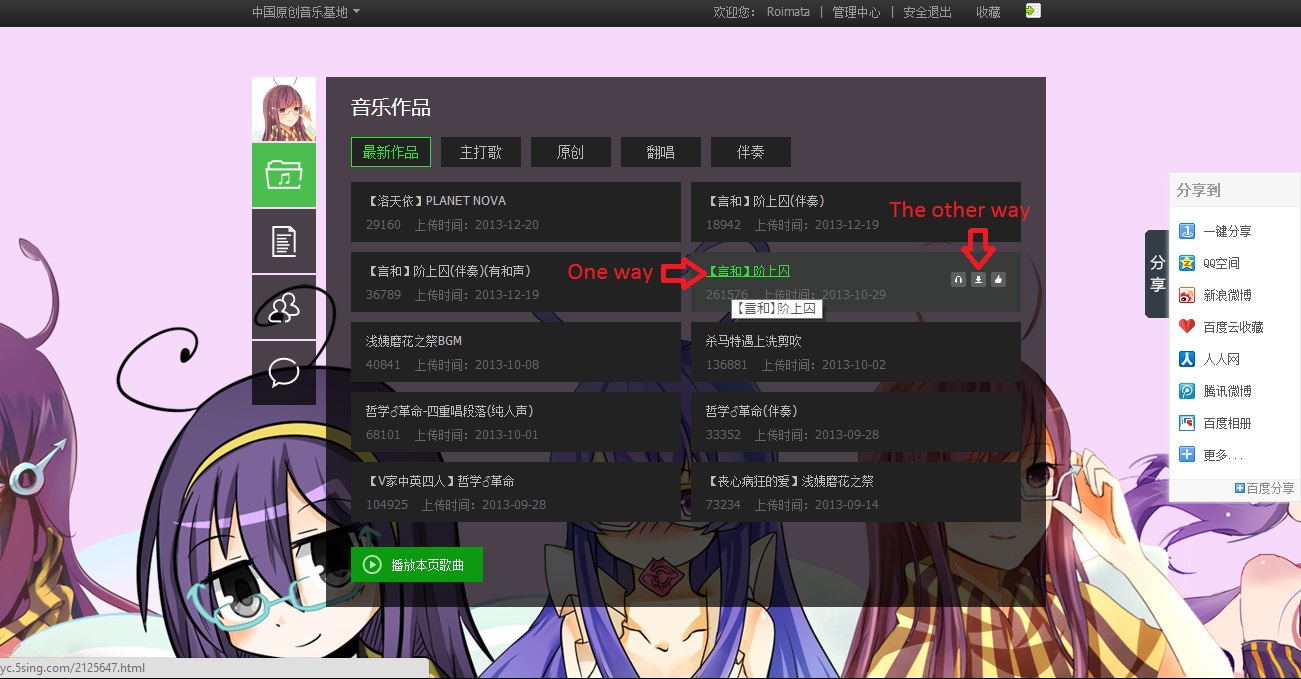 中国原创音乐基地
欢迎您: Roimata | 管理中心 | 安全退出 收藏
音乐作品
最新作品 主打歌 原创 翻唱 伴奏
【洛天依】PLANET NOVA
29160 上传时间：2013-12-20
【言和】阶上囚(伴奏)
18942 上传时间：2013-12-19
The other way
【言和】阶上囚(伴奏)(有和声)
36789 上传时间：2013-12-19
One way
【言和】阶上囚
261576 上传时间：2013-10-29
【言和】阶上囚
浅姨磨花之祭BGM
40841 上传时间：2013-10-08
杀马特遇上洗剪吹
136881 上传时间：2013-10-02
哲学♂革命-四重唱段落(纯人声)
68101 上传时间：2013-10-01
哲学♂革命(伴奏)
33352 上传时间：2013-09-28
【V家中英四人】哲学♂革命
104925 上传时间：2013-09-28
【丧心病狂的爱】浅姨磨花之祭
73234 上传时间：2013-09-14
播放本页歌曲
分享
分享到
一键分享
QQ空间
新浪微博
百度云收藏
人人网
腾讯微博
百度相册
更多...
百度分享
yc.5sing.com/2125647.html